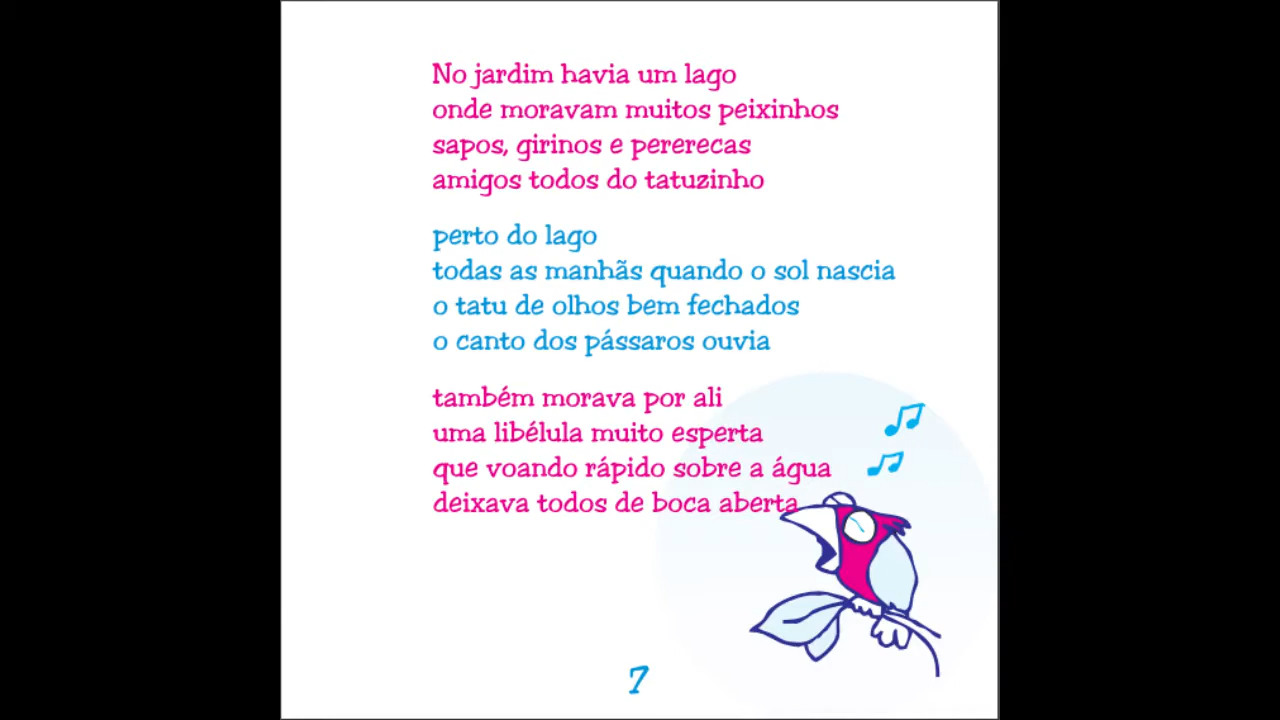 No jardim havia um lago
onde moravam muitos peixinhos
sapos, girinos e pererecas
amigos todos do tatuzinho
perto do lago
todas as manhãs quando o sol nascia
o tatu de olhos bem fechados
o canto dos pássaros ouvia
também morava por ali
uma libélula muito esperta
que voando rápido sobre a água
deixava todos de boca aberta
7